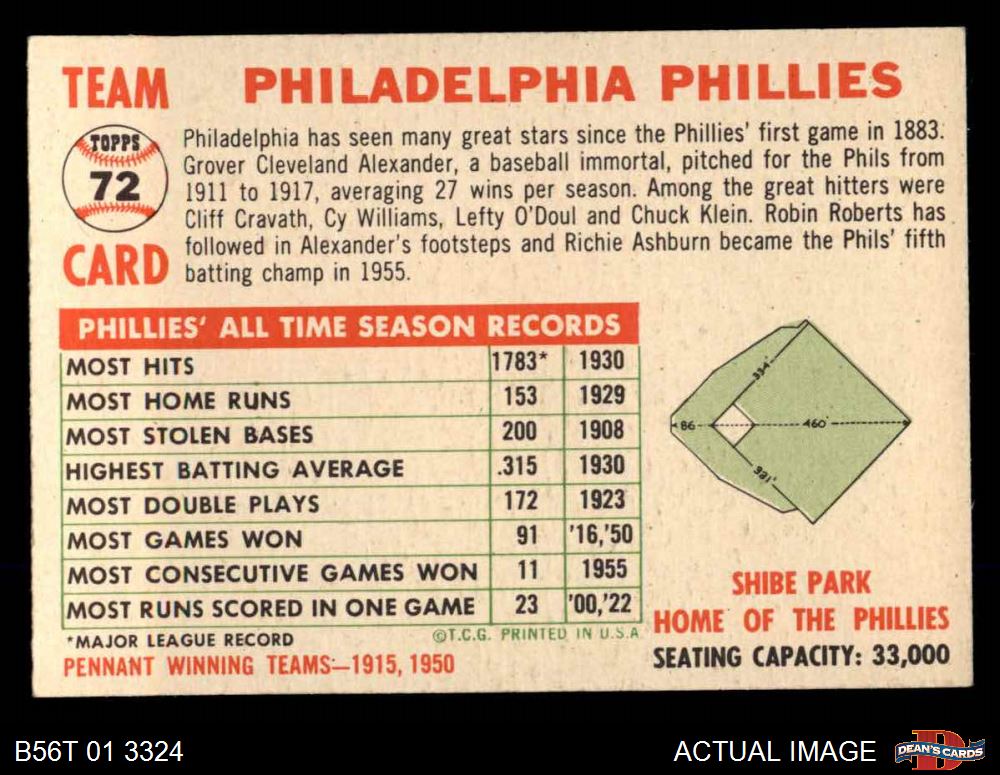 TEAM
CARD
TOPPS
72
PHILADELPHIA PHILLIES
Philadelphia has seen many great stars since the Phillies' first game in 1883.
Grover Cleveland Alexander, a baseball immortal, pitched for the Phils from
1911 to 1917, averaging 27 wins per season. Among the great hitters were
Cliff Cravath, Cy Williams, Lefty O'Doul and Chuck Klein. Robin Roberts has
followed in Alexander's footsteps and Richie Ashburn became the Phils' fifth
batting champ in 1955.
PHILLIES' ALL TIME SEASON RECORDS
MOST HITS 1783* 1930
MOST HOME RUNS 153 1929
MOST STOLEN BASES 200 1908
HIGHEST BATTING AVERAGE .315 1930
MOST DOUBLE PLAYS 172 1923
MOST GAMES WON 91 '16,'50
MOST CONSECUTIVE GAMES WON 11 1955
MOST RUNS SCORED IN ONE GAME 23 '00,'22
*MAJOR LEAGUE RECORD
©T.C.G. PRINTED IN U.S.A.
PENNANT WINNING TEAMS—1915, 1950
334'
86
460'
SHIBE PARK
HOME OF THE PHILLIES
SEATING CAPACITY: 33,000
B56T 01 3324
ACTUAL IMAGE
DEAN'S CARDS